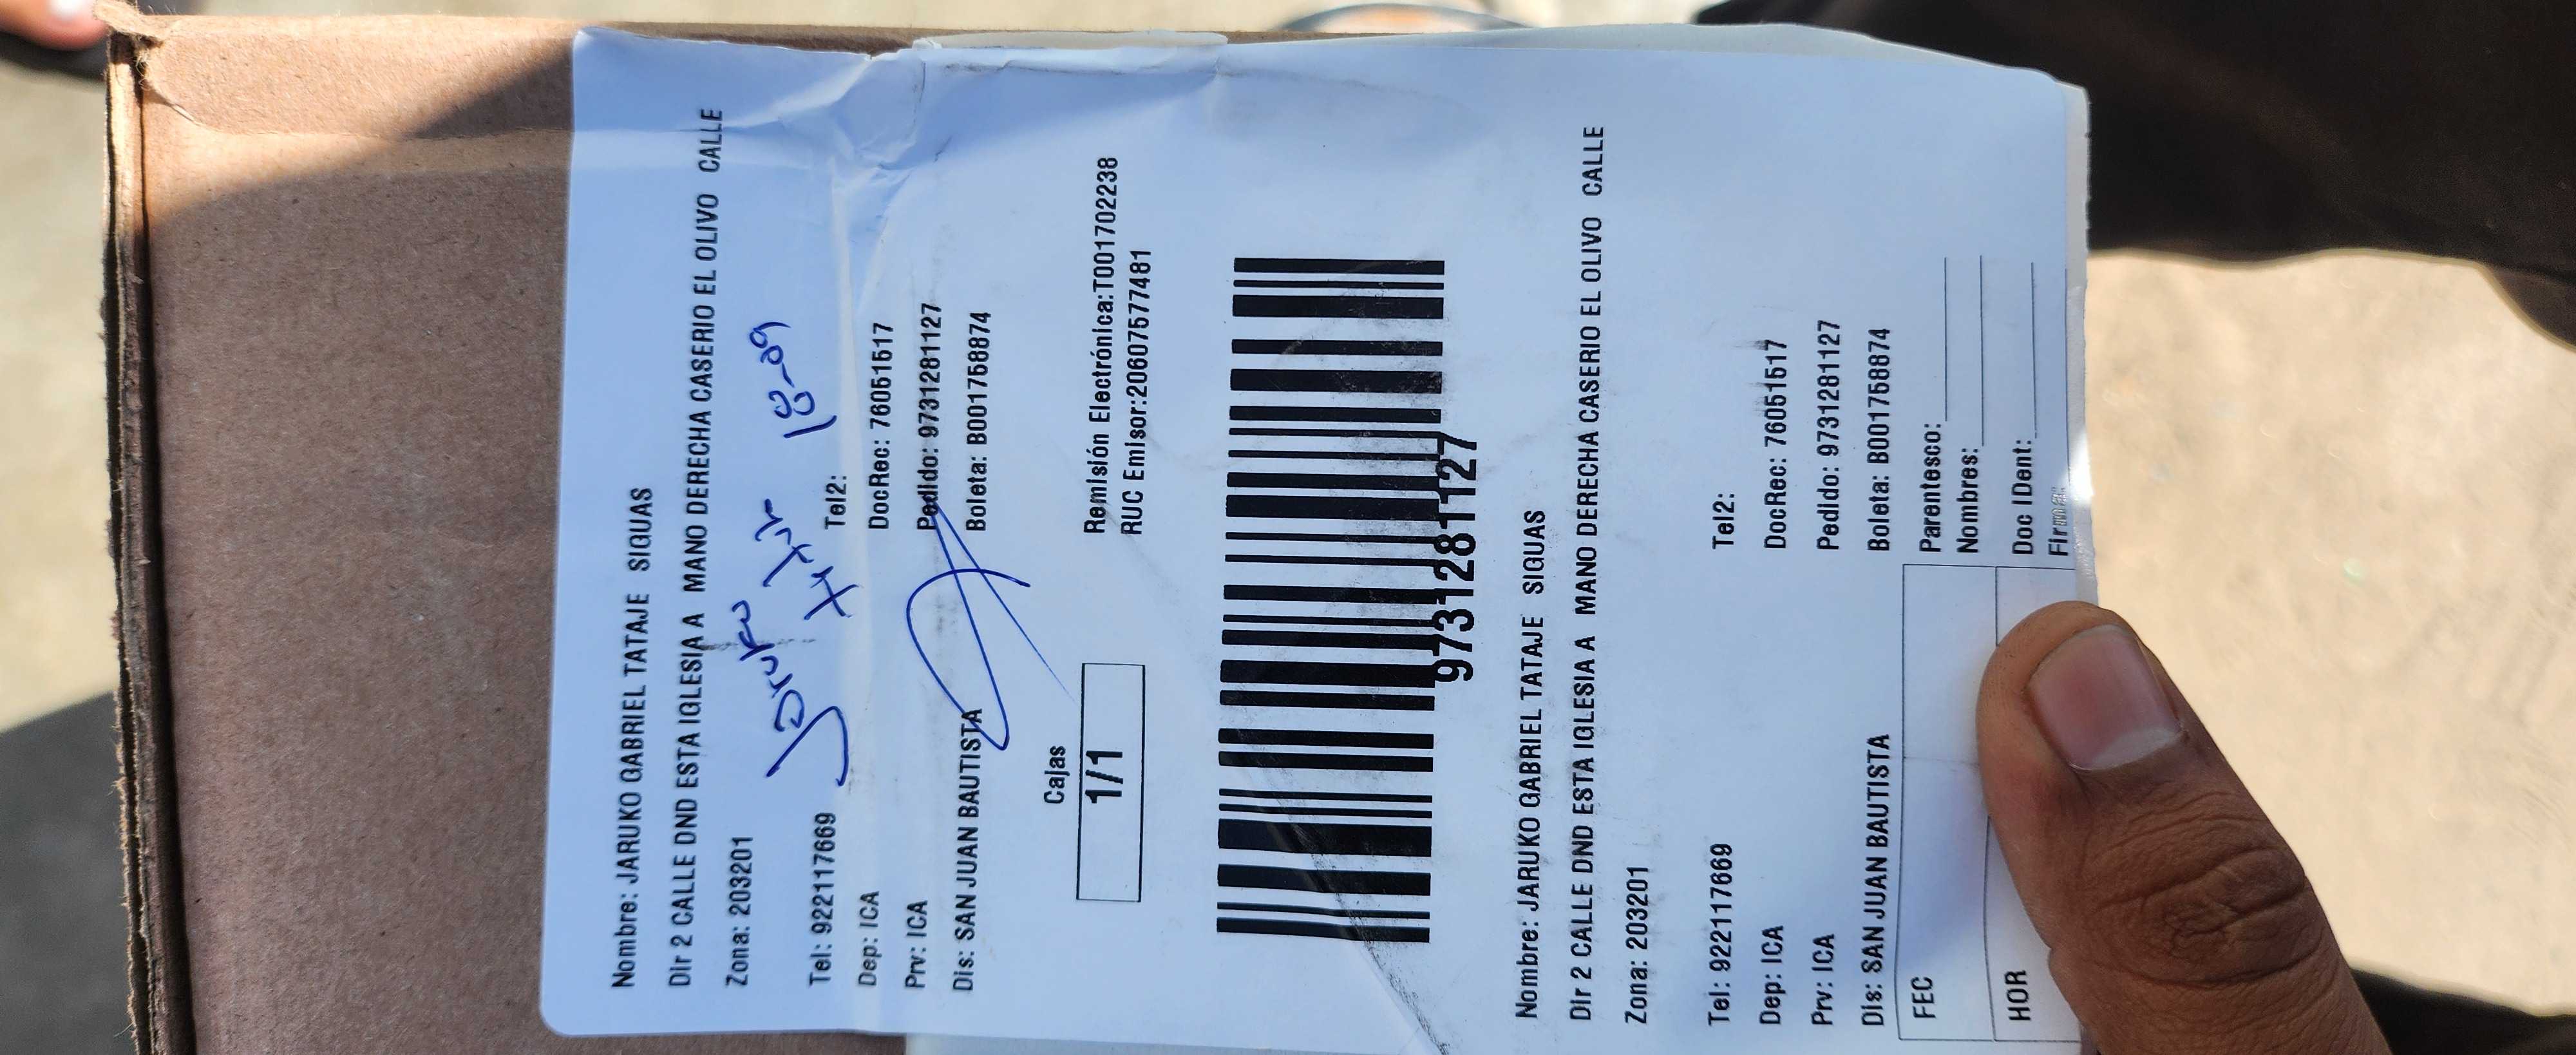 Nombre: JARUKO GABRIEL TATAJE SIGUAS
Dir 2 CALLE DND ESTA IGLESIA A MANO DERECHA CASERIO EL OLIVO CALLE
Zona: 203201
Jaruko
18-09
Tel: 922117669 Tel2:
Dep: ICA DocRec: 76051517
Prv: ICA Pedido: 9731281127
Dis: SAN JUAN BAUTISTA Boleta: B001758874
Cajas
1/1
Remisión Electrónica:T001702238
RUC Emisor:20607577481
9731281127
Nombre: JARUKO GABRIEL TATAJE SIGUAS
Dir 2 CALLE DND ESTA IGLESIA A MANO DERECHA CASERIO EL OLIVO CALLE
Zona: 203201
Tel: 922117669 Tel2:
Dep: ICA DocRec: 76051517
Prv: ICA Pedido: 9731281127
Dis: SAN JUAN BAUTISTA Boleta: B001758874
FEC Parentesco:
Nombres:
HOR Doc IDent:
Firma: